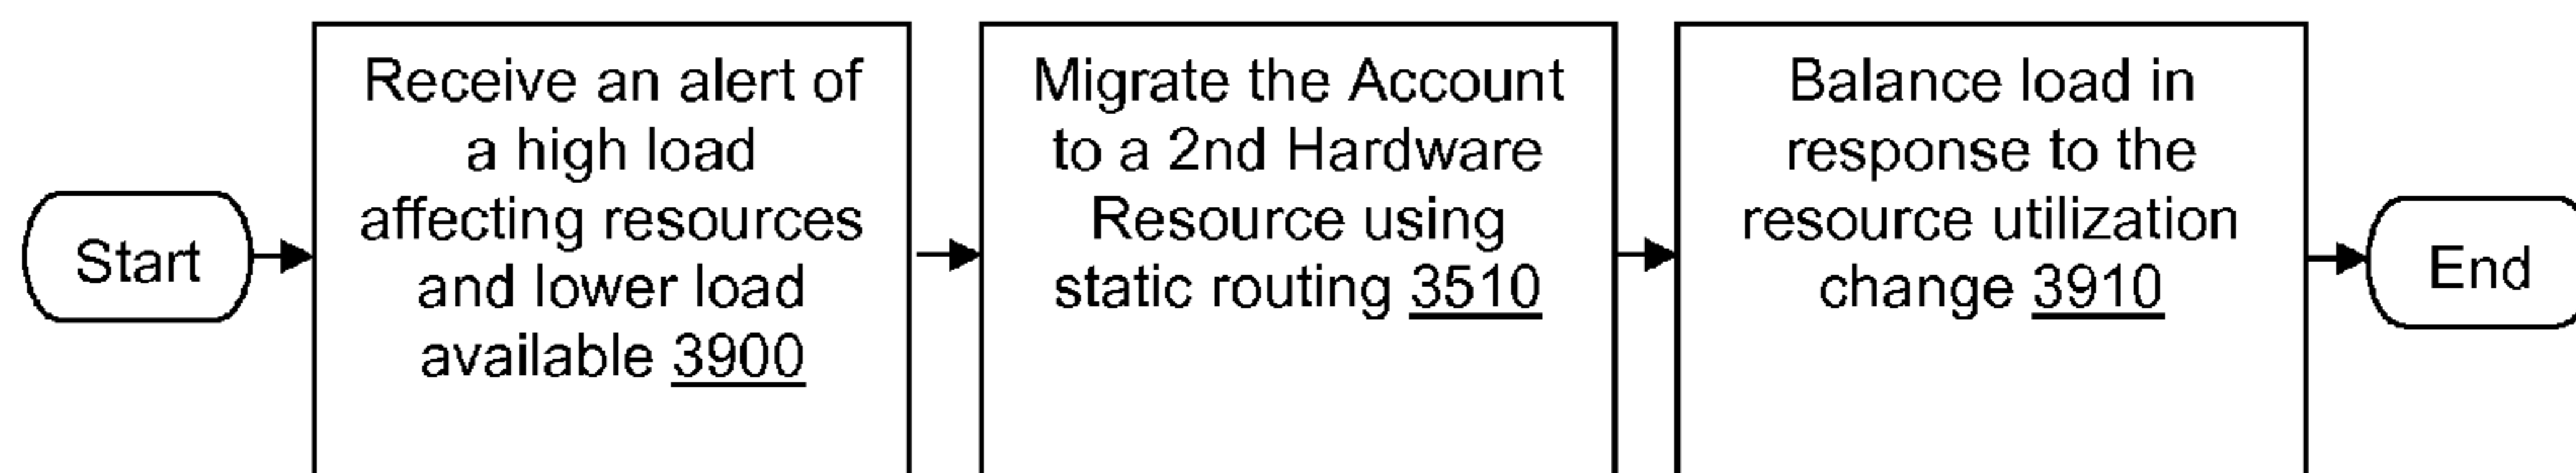 Start
Receive an alert of
a high load
affecting resources
and lower load
available 3900
Migrate the Account
to a 2nd Hardware
Resource using
static routing 3510
Balance load in
response to the
resource utilization
change 3910
End